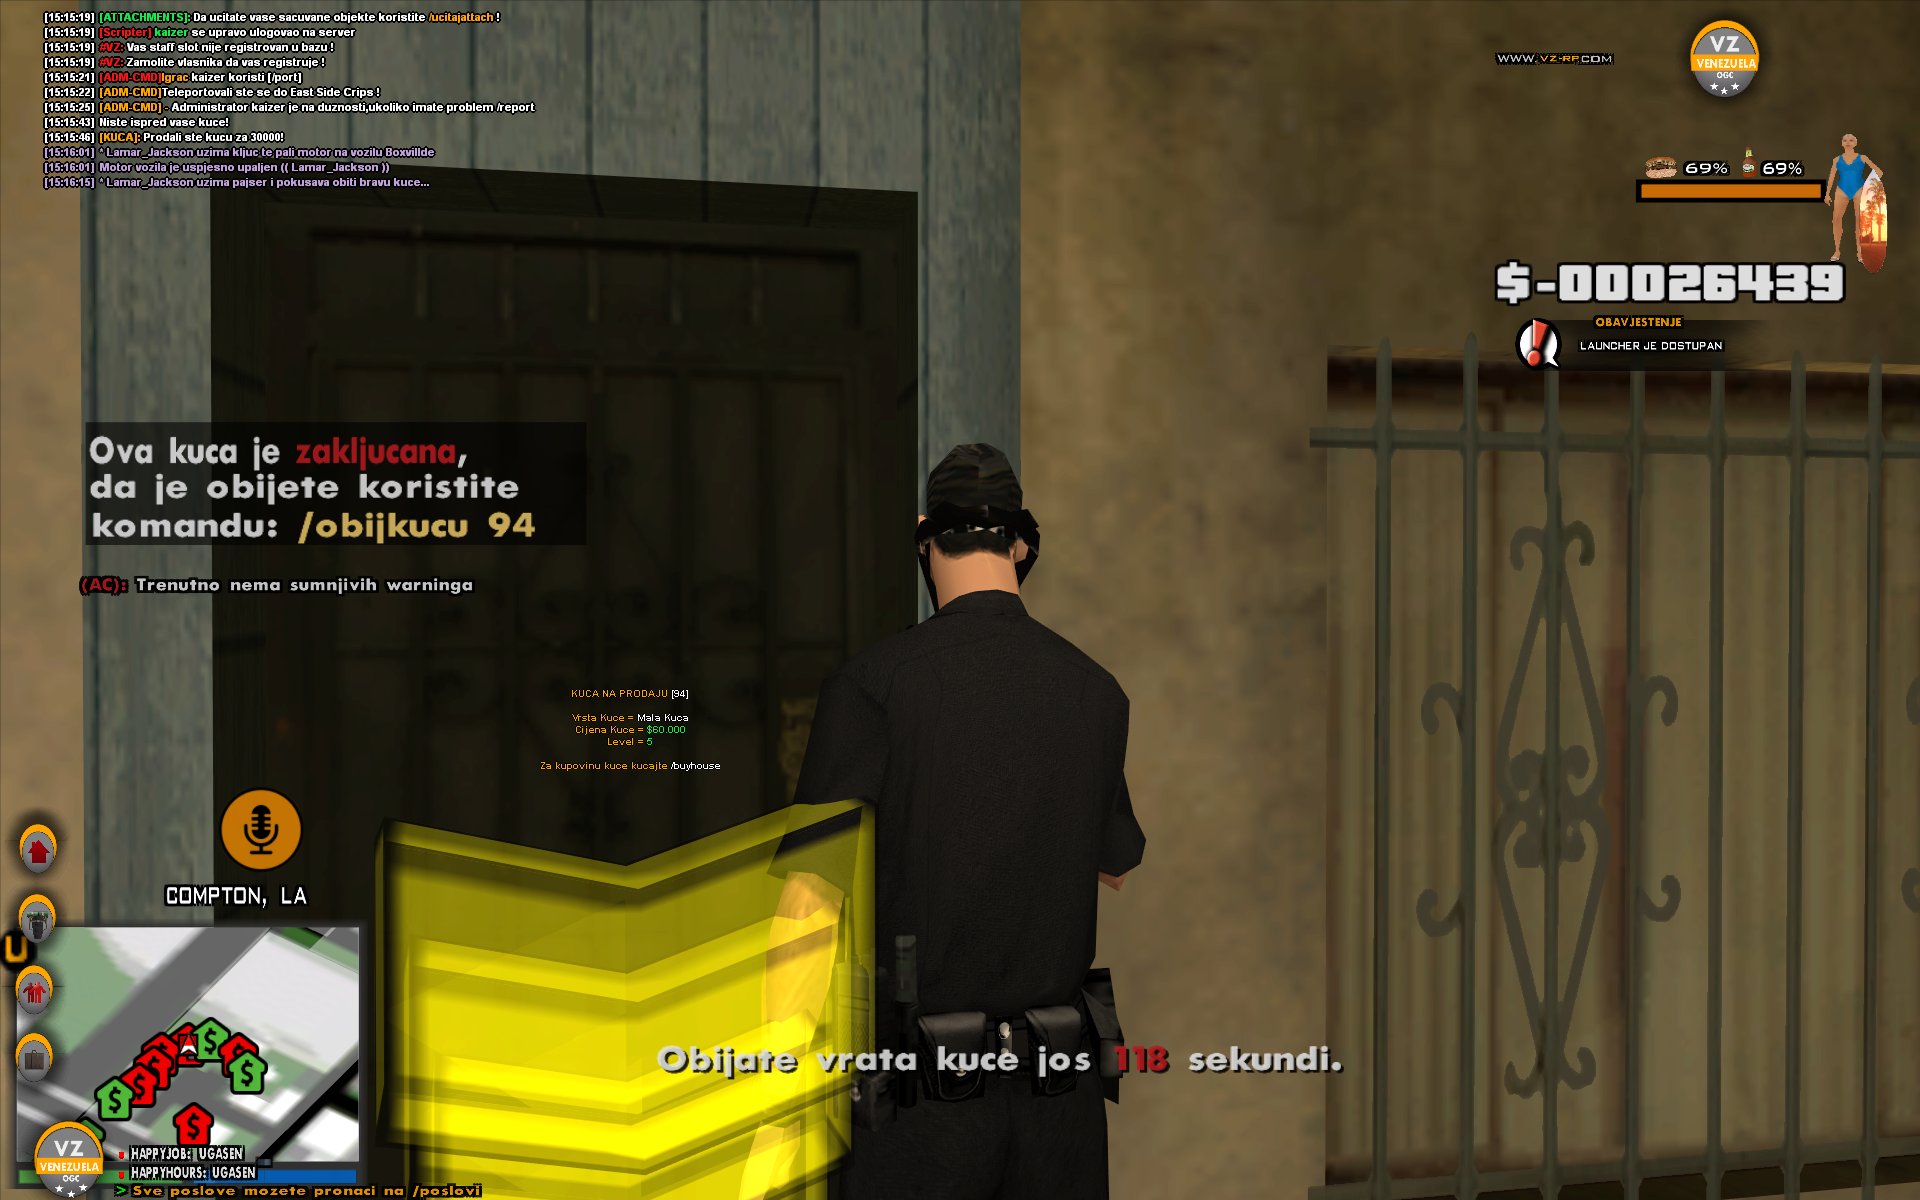 [15:15:19] [ATTACHMENTS]: Da ucitate vase sacuvane objekte koristite /ucitajattach !
[15:15:19] [Scripter] kaizer se upravo ulogovao na server
[15:15:19] #VZ: Vas staff slot nije registrovan u bazu !
[15:15:19] #VZ: Zamolite vlasnika da vas registruje !
[15:15:21] [ADM-CMD]Igrac kaizer koristi [/port]
[15:15:22] [ADM-CMD]Teleportovali ste se do East Side Crips !
[15:15:25] [ADM-CMD] - Administrator kaizer je na duznosti,ukoliko imate problem /report
[15:15:43] Niste ispred vase kuce!
[15:15:46] [KUCA]: Prodali ste kucu za 30000!
[15:16:01] * Lamar_Jackson uzima kljuc te pali motor na vozilu Boxvillde
[15:16:01] Motor vozila je uspjesno upaljen (( Lamar_Jackson ))
[15:16:15] * Lamar_Jackson uzima pajser i pokusava obiti bravu kuce...
WWW.VZ-RP.COM
VZ
VENEZUELA
OGC
69% 69%
$-00026439
OBAVJESTENJE
LAUNCHER JE DOSTUPAN
Ova kuca je zakljucana,
da je obijete koristite
komandu: /obijkucu 94
(AC): Trenutno nema sumnjivih warninga
KUCA NA PRODAJU [94]
Vrsta Kuce = Mala Kuca
Cijena Kuce = $60.000
Level = 5
Za kupovinu kuce kucajte /buyhouse
COMPTON, LA
U
Obijate vrata kuce jos 118 sekundi.
VZ
VENEZUELA
OGC
HAPPYJOB: UGASEN
HAPPYHOURS: UGASEN
> Sve poslove mozete pronaci na /poslovi